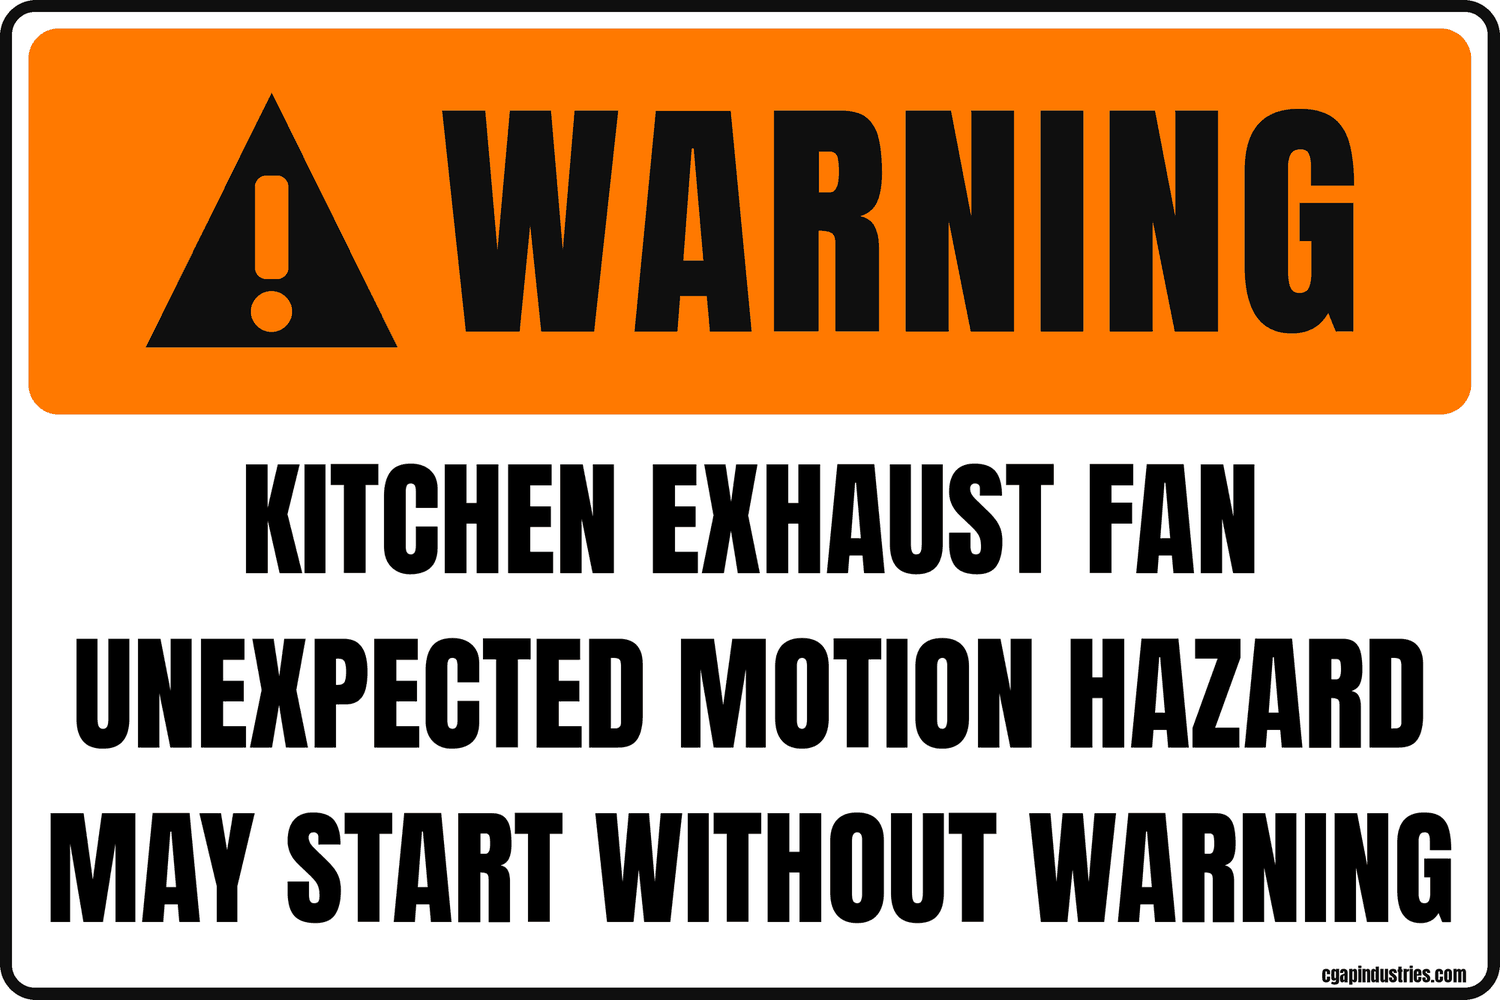 WARNING
KITCHEN EXHAUST FAN
UNEXPECTED MOTION HAZARD
MAY START WITHOUT WARNING
cgapindustries.com